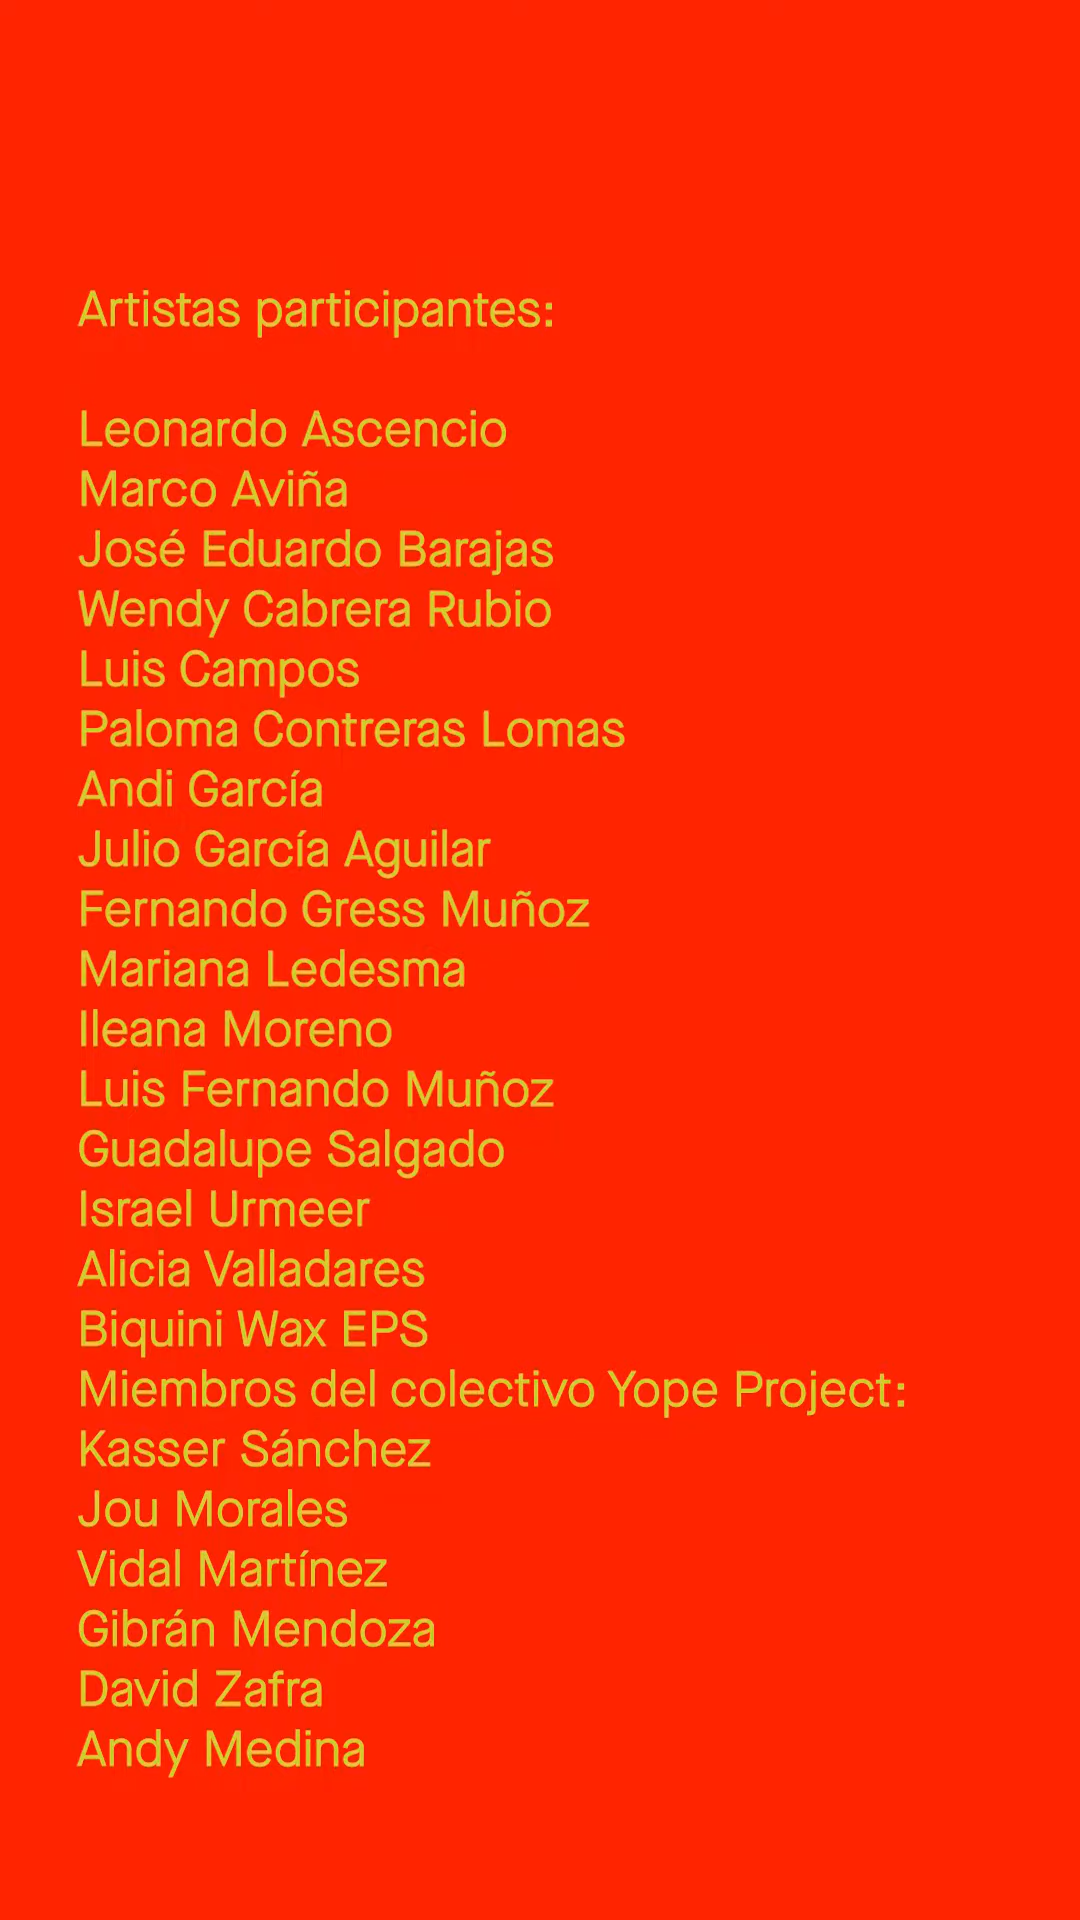 Artistas participantes:
Leonardo Ascencio
Marco Aviña
José Eduardo Barajas
Wendy Cabrera Rubio
Luis Campos
Paloma Contreras Lomas
Andi García
Julio García Aguilar
Fernando Gress Muñoz
Mariana Ledesma
Ileana Moreno
Luis Fernando Muñoz
Guadalupe Salgado
Israel Urmeer
Alicia Valladares
Biquini Wax EPS
Miembros del colectivo Yope Project:
Kasser Sánchez
Jou Morales
Vidal Martínez
Gibrán Mendoza
David Zafra
Andy Medina